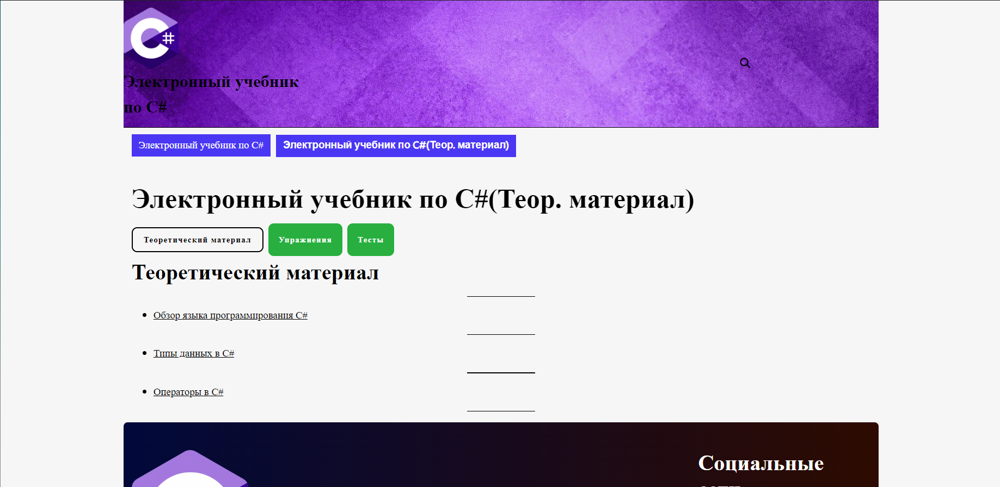 C#
Электронный учебник
по C#
Электронный учебник по C#
Электронный учебник по C#(Теор. материал)
Электронный учебник по C#(Теор. материал)
Теоретический материал
Упражнения
Тесты
Теоретический материал
Обзор языка программирования C#
Типы данных в C#
Операторы в C#
Социальные